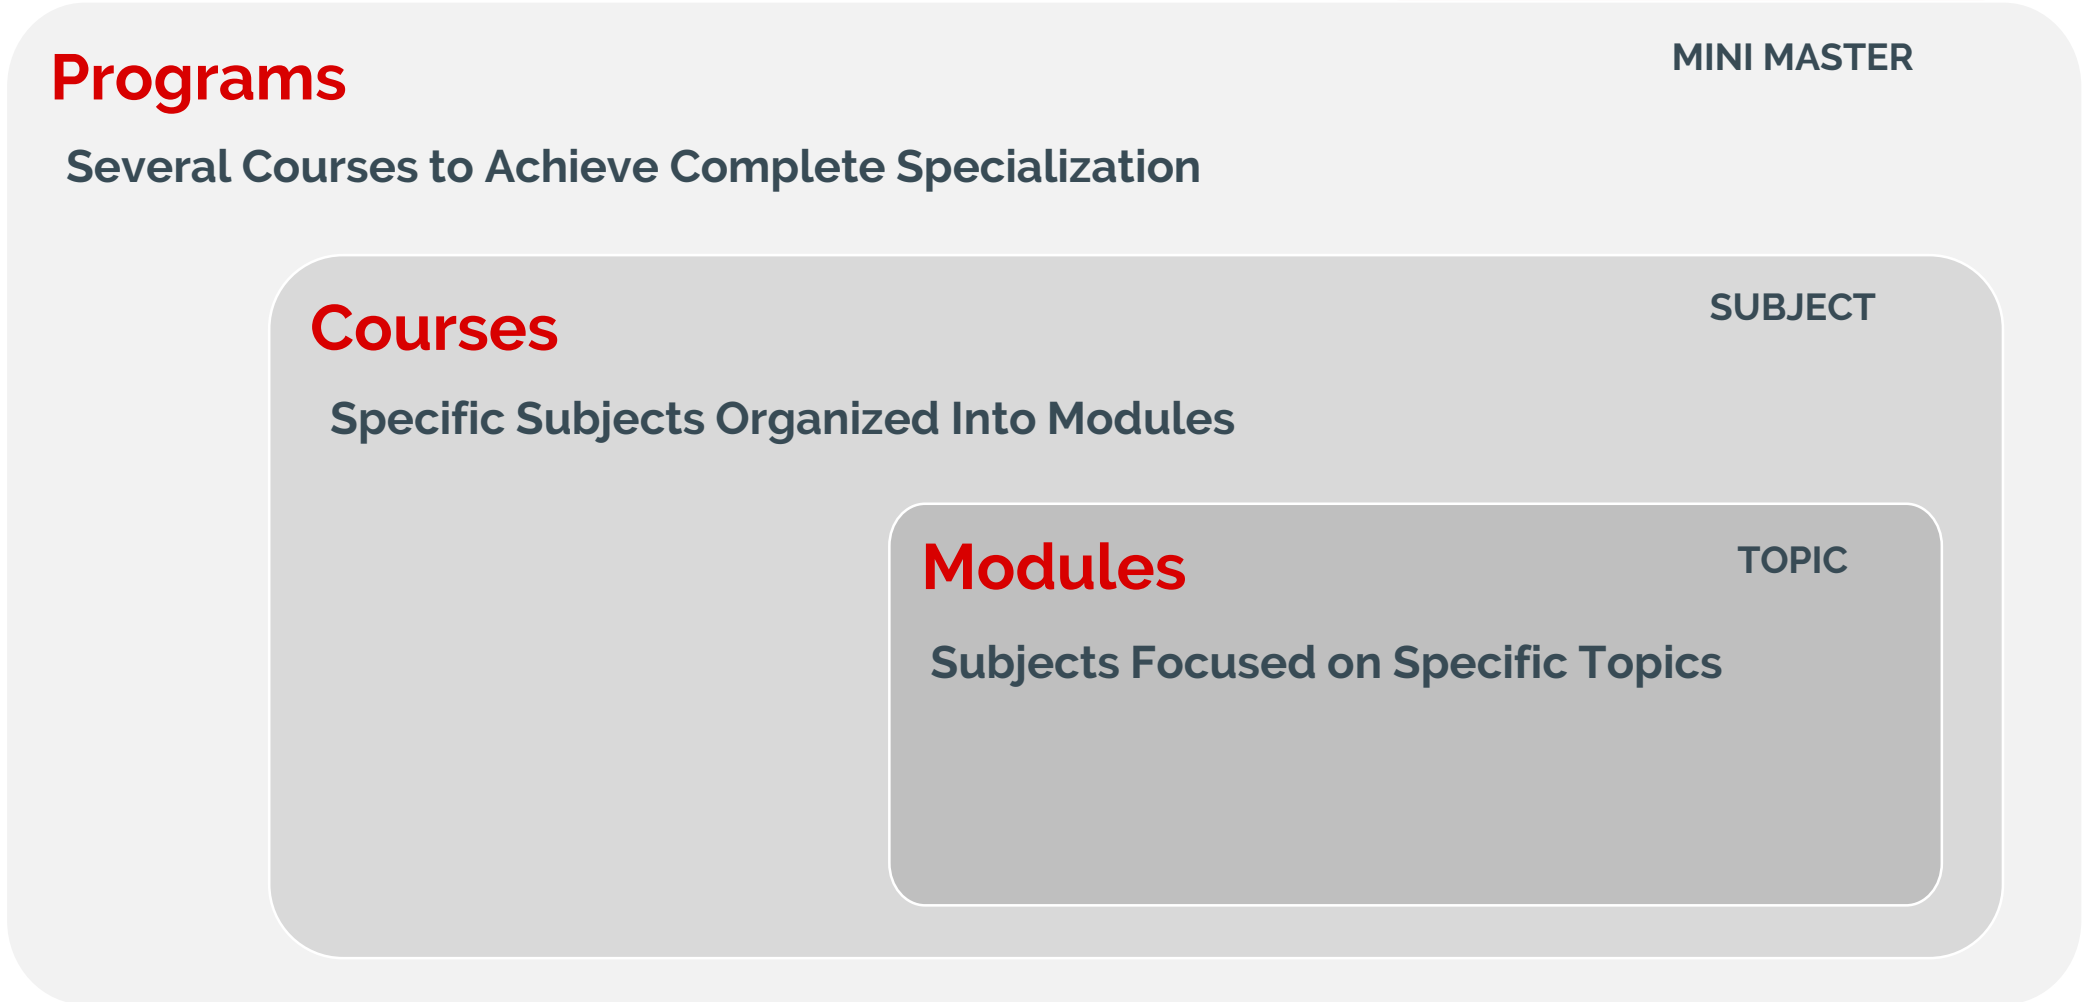 Programs
MINI MASTER
Several Courses to Achieve Complete Specialization
Courses
SUBJECT
Specific Subjects Organized Into Modules
Modules
TOPIC
Subjects Focused on Specific Topics